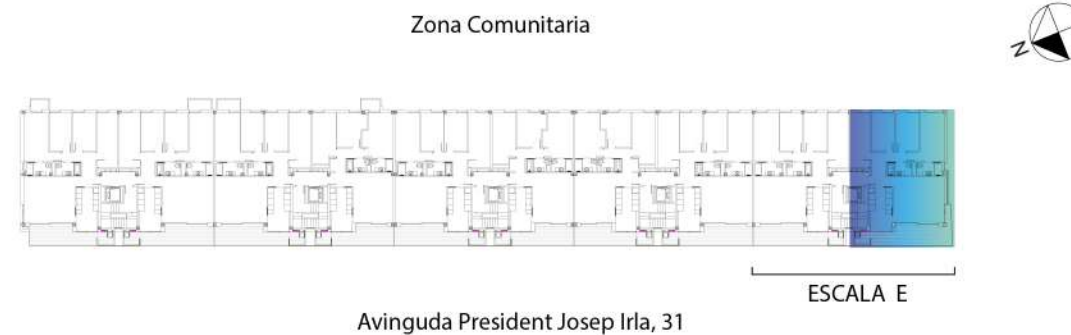 Zona Comunitaria
N
ESCALA E
Avinguda President Josep Irla, 31